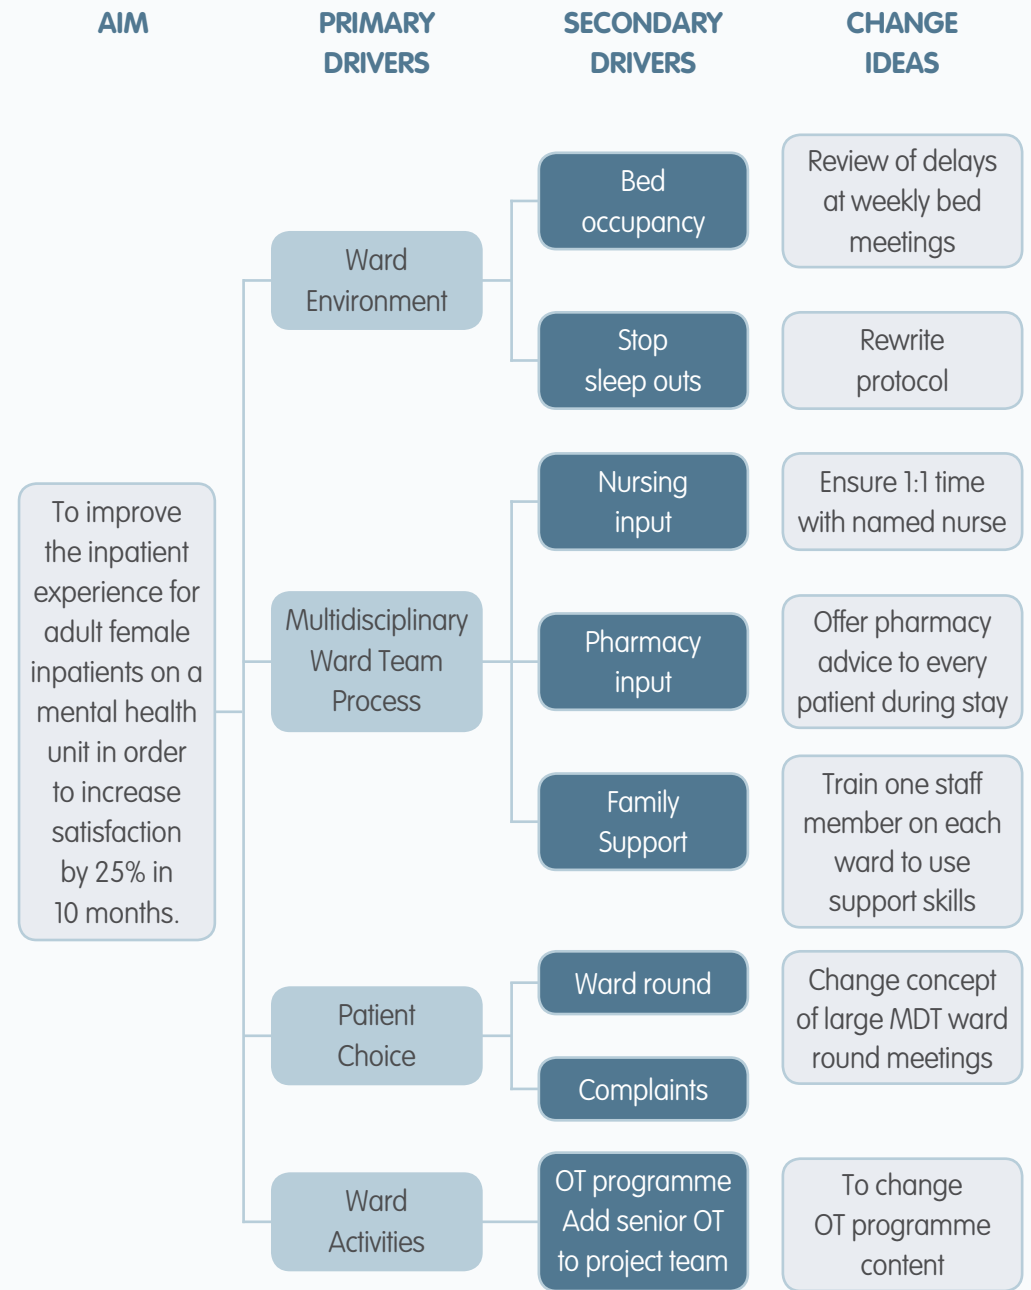 AIM
PRIMARY
DRIVERS
SECONDARY
DRIVERS
CHANGE
IDEAS
To improve
the inpatient
experience for
adult female
inpatients on a
mental health
unit in order
to increase
satisfaction
by 25% in
10 months.
Ward
Environment
Bed
occupancy
Review of delays
at weekly bed
meetings
Stop
sleep outs
Rewrite
protocol
Multidisciplinary
Ward Team
Process
Nursing
input
Ensure 1:1 time
with named nurse
Pharmacy
input
Offer pharmacy
advice to every
patient during stay
Family
Support
Train one staff
member on each
ward to use
support skills
Patient
Choice
Ward round
Change concept
of large MDT ward
round meetings
Complaints
Ward
Activities
OT programme
Add senior OT
to project team
To change
OT programme
content